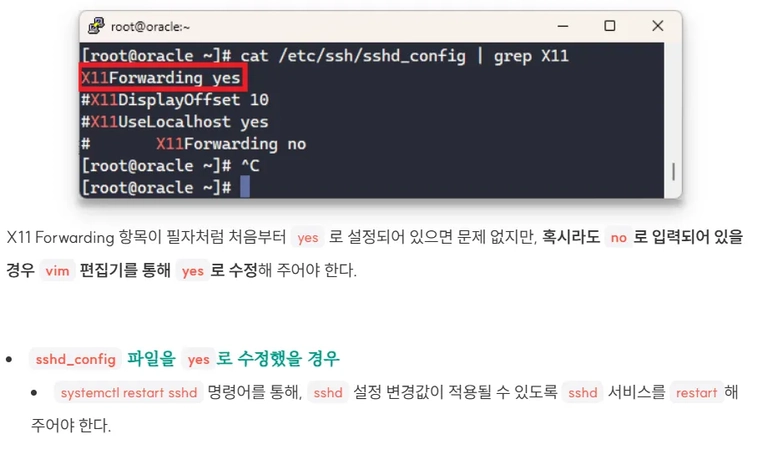 root@oracle:~
[root@oracle ~]# cat /etc/ssh/sshd_config | grep X11
X11Forwarding yes
#X11DisplayOffset 10
#X11UseLocalhost yes
#       X11Forwarding no
[root@oracle ~]# ^C
[root@oracle ~]#
X11 Forwarding 항목이 필자처럼 처음부터 yes 로 설정되어 있으면 문제 없지만, 혹시라도 no 로 입력되어 있을
경우 vim 편집기를 통해 yes 로 수정해 주어야 한다.
sshd_config 파일을 yes 로 수정했을 경우
systemctl restart sshd 명령어를 통해, sshd 설정 변경값이 적용될 수 있도록 sshd 서비스를 restart 해
주어야 한다.